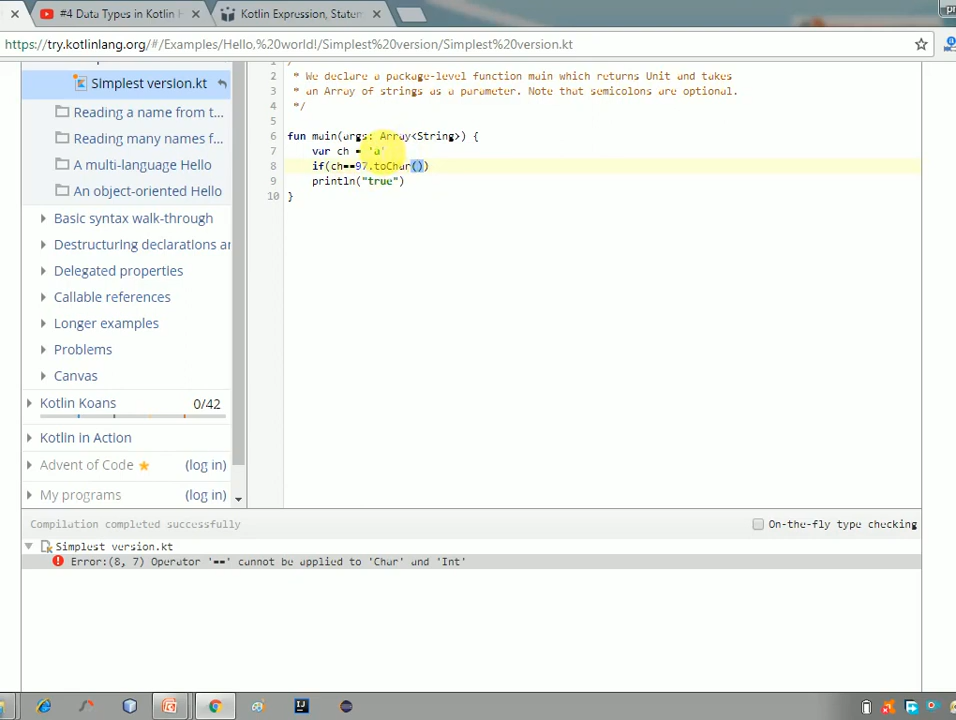 #4 Data Types in Kotlin
Kotlin Expression, Statem
https://try.kotlinlang.org/#/Examples/Hello,%20world!/Simplest%20version/Simplest%20version.kt
Simplest version.kt
Reading a name from t...
Reading many names f...
A multi-language Hello
An object-oriented Hello
Basic syntax walk-through
Destructuring declarations ar
Delegated properties
Callable references
Longer examples
Problems
Canvas
Kotlin Koans 0/42
Kotlin in Action
Advent of Code (log in)
My programs (log in)
2 * We declare a package-level function main which returns Unit and takes
3 * an Array of strings as a parameter. Note that semicolons are optional.
4 */
5
6 fun main(args: Array<String>) {
7 var ch = 'a'
8 if(ch==97.toChar())
9 println("true")
10 }
Compilation completed successfully
On-the-fly type checking
Simplest version.kt
Error:(8, 7) Operator '==' cannot be applied to 'Char' and 'Int'